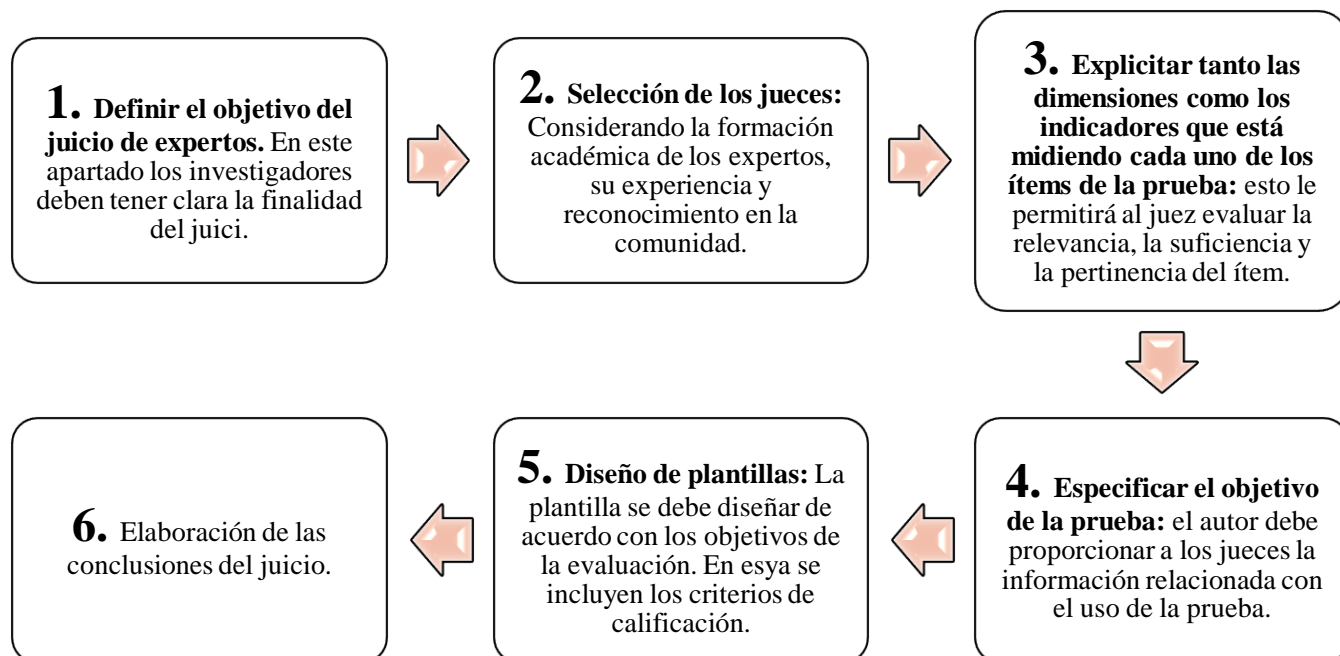 1. Definir el objetivo del
juicio de expertos. En este
apartado los investigadores
deben tener clara la finalidad
del juici.
2. Selección de los jueces:
Considerando la formación
académica de los expertos,
su experiencia y
reconocimiento en la
comunidad.
3. Explicitar tanto las
dimensiones como los
indicadores que está
midiendo cada uno de los
ítems de la prueba: esto le
permitirá al juez evaluar la
relevancia, la suficiencia y
la pertinencia del ítem.
4. Especificar el objetivo
de la prueba: el autor debe
proporcionar a los jueces la
información relacionada con
el uso de la prueba.
5. Diseño de plantillas: La
plantilla se debe diseñar de
acuerdo con los objetivos de
la evaluación. En esya se
incluyen los criterios de
calificación.
6. Elaboración de las
conclusiones del juicio.